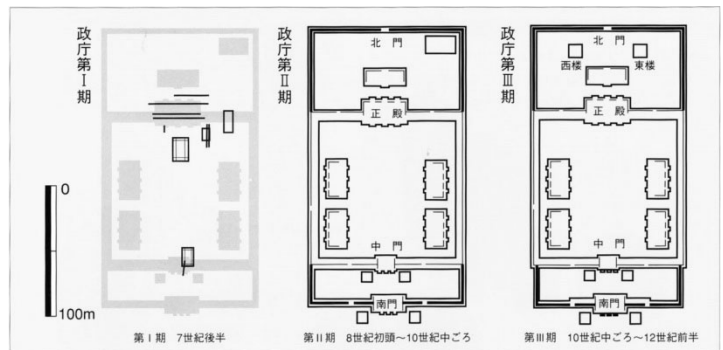 政庁第Ⅰ期
政庁第Ⅱ期
北門
正殿
中門
南門
政庁第Ⅲ期
北門
西楼
東楼
正殿
中門
南門
0
100m
第Ⅰ期 7世紀後半
第Ⅱ期 8世紀初頭～10世紀中ごろ
第Ⅲ期 10世紀中ごろ～12世紀前半